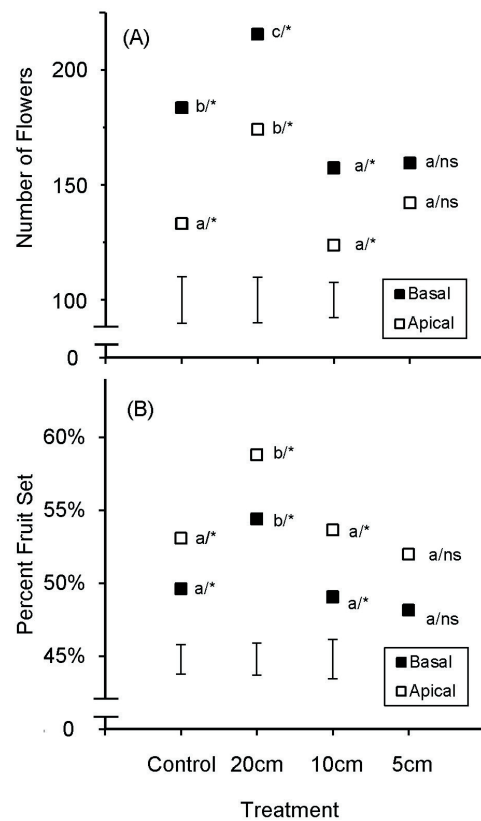 (A)
Number of Flowers
200
150
100
0
c/*
b/*
b/*
a/*
a/*
a/*
a/ns
a/ns
Basal
Apical
(B)
Percent Fruit Set
60%
55%
50%
45%
0
b/*
b/*
a/*
a/*
a/*
a/*
a/ns
a/ns
Basal
Apical
Control 20cm 10cm 5cm
Treatment